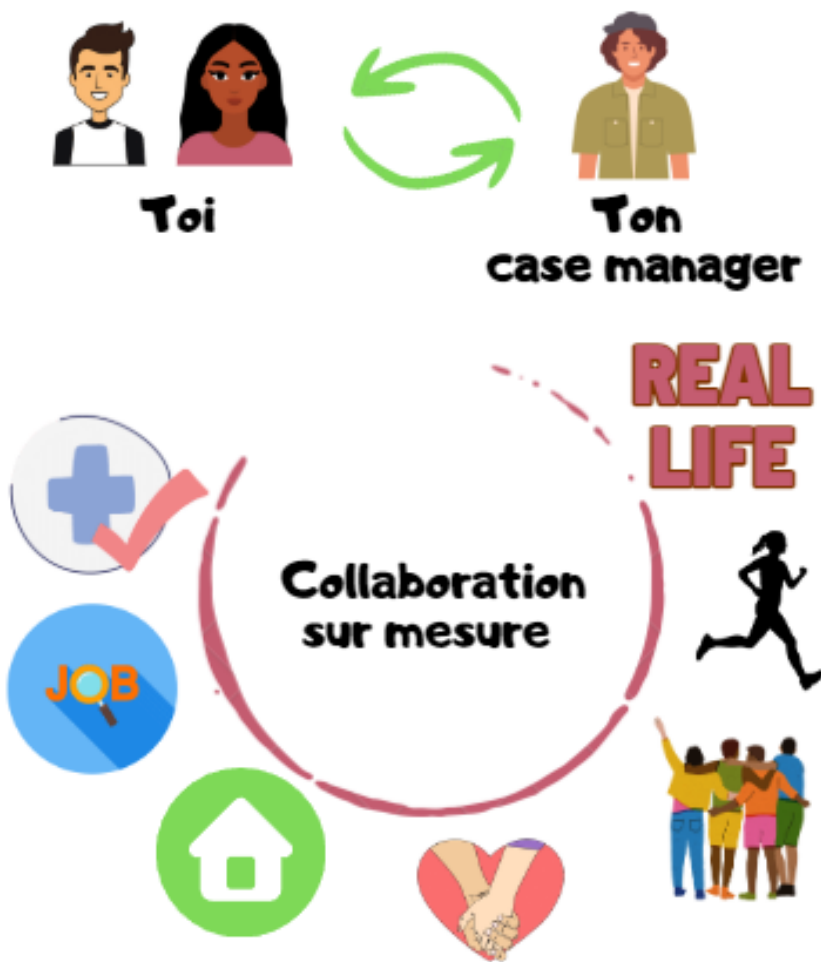 Toi
Ton
case manager
REAL
LIFE
Collaboration
sur mesure
JOB